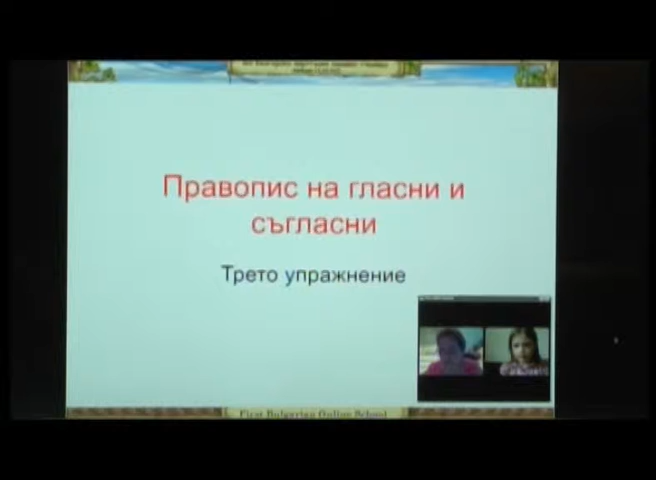 Правопис на гласни и
съгласни
Трето упражнение
First Bulgarian Online School